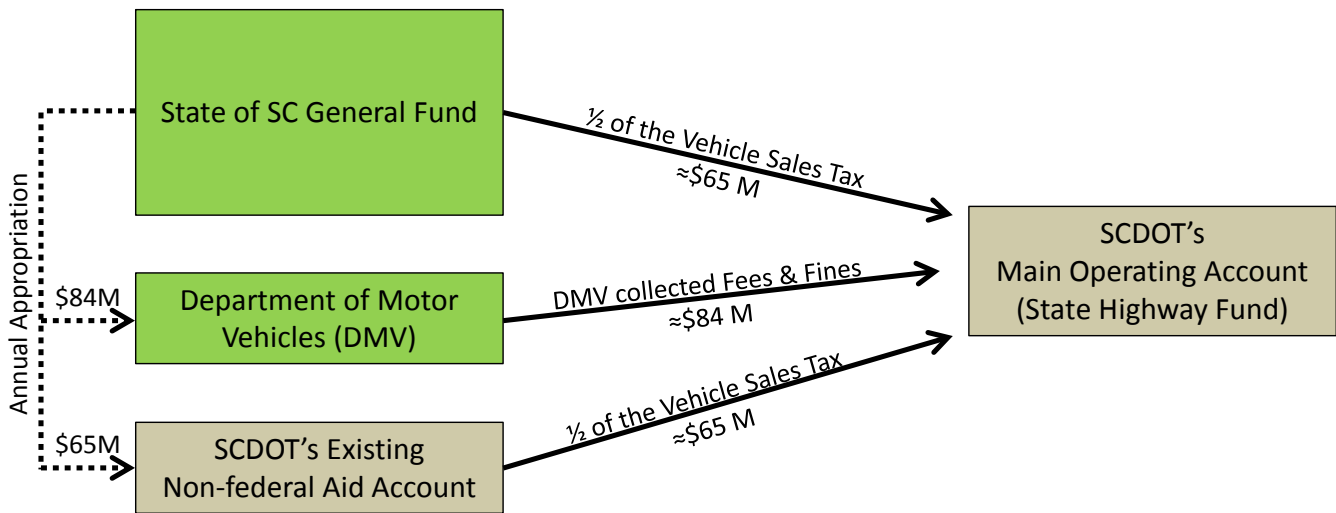 State of SC General Fund
½ of the Vehicle Sales Tax
≈$65 M
Annual Appropriation
$84M
Department of Motor
Vehicles (DMV)
DMV collected Fees & Fines
≈$84 M
SCDOT’s
Main Operating Account
(State Highway Fund)
$65M
SCDOT’s Existing
Non-federal Aid Account
½ of the Vehicle Sales Tax
≈$65 M